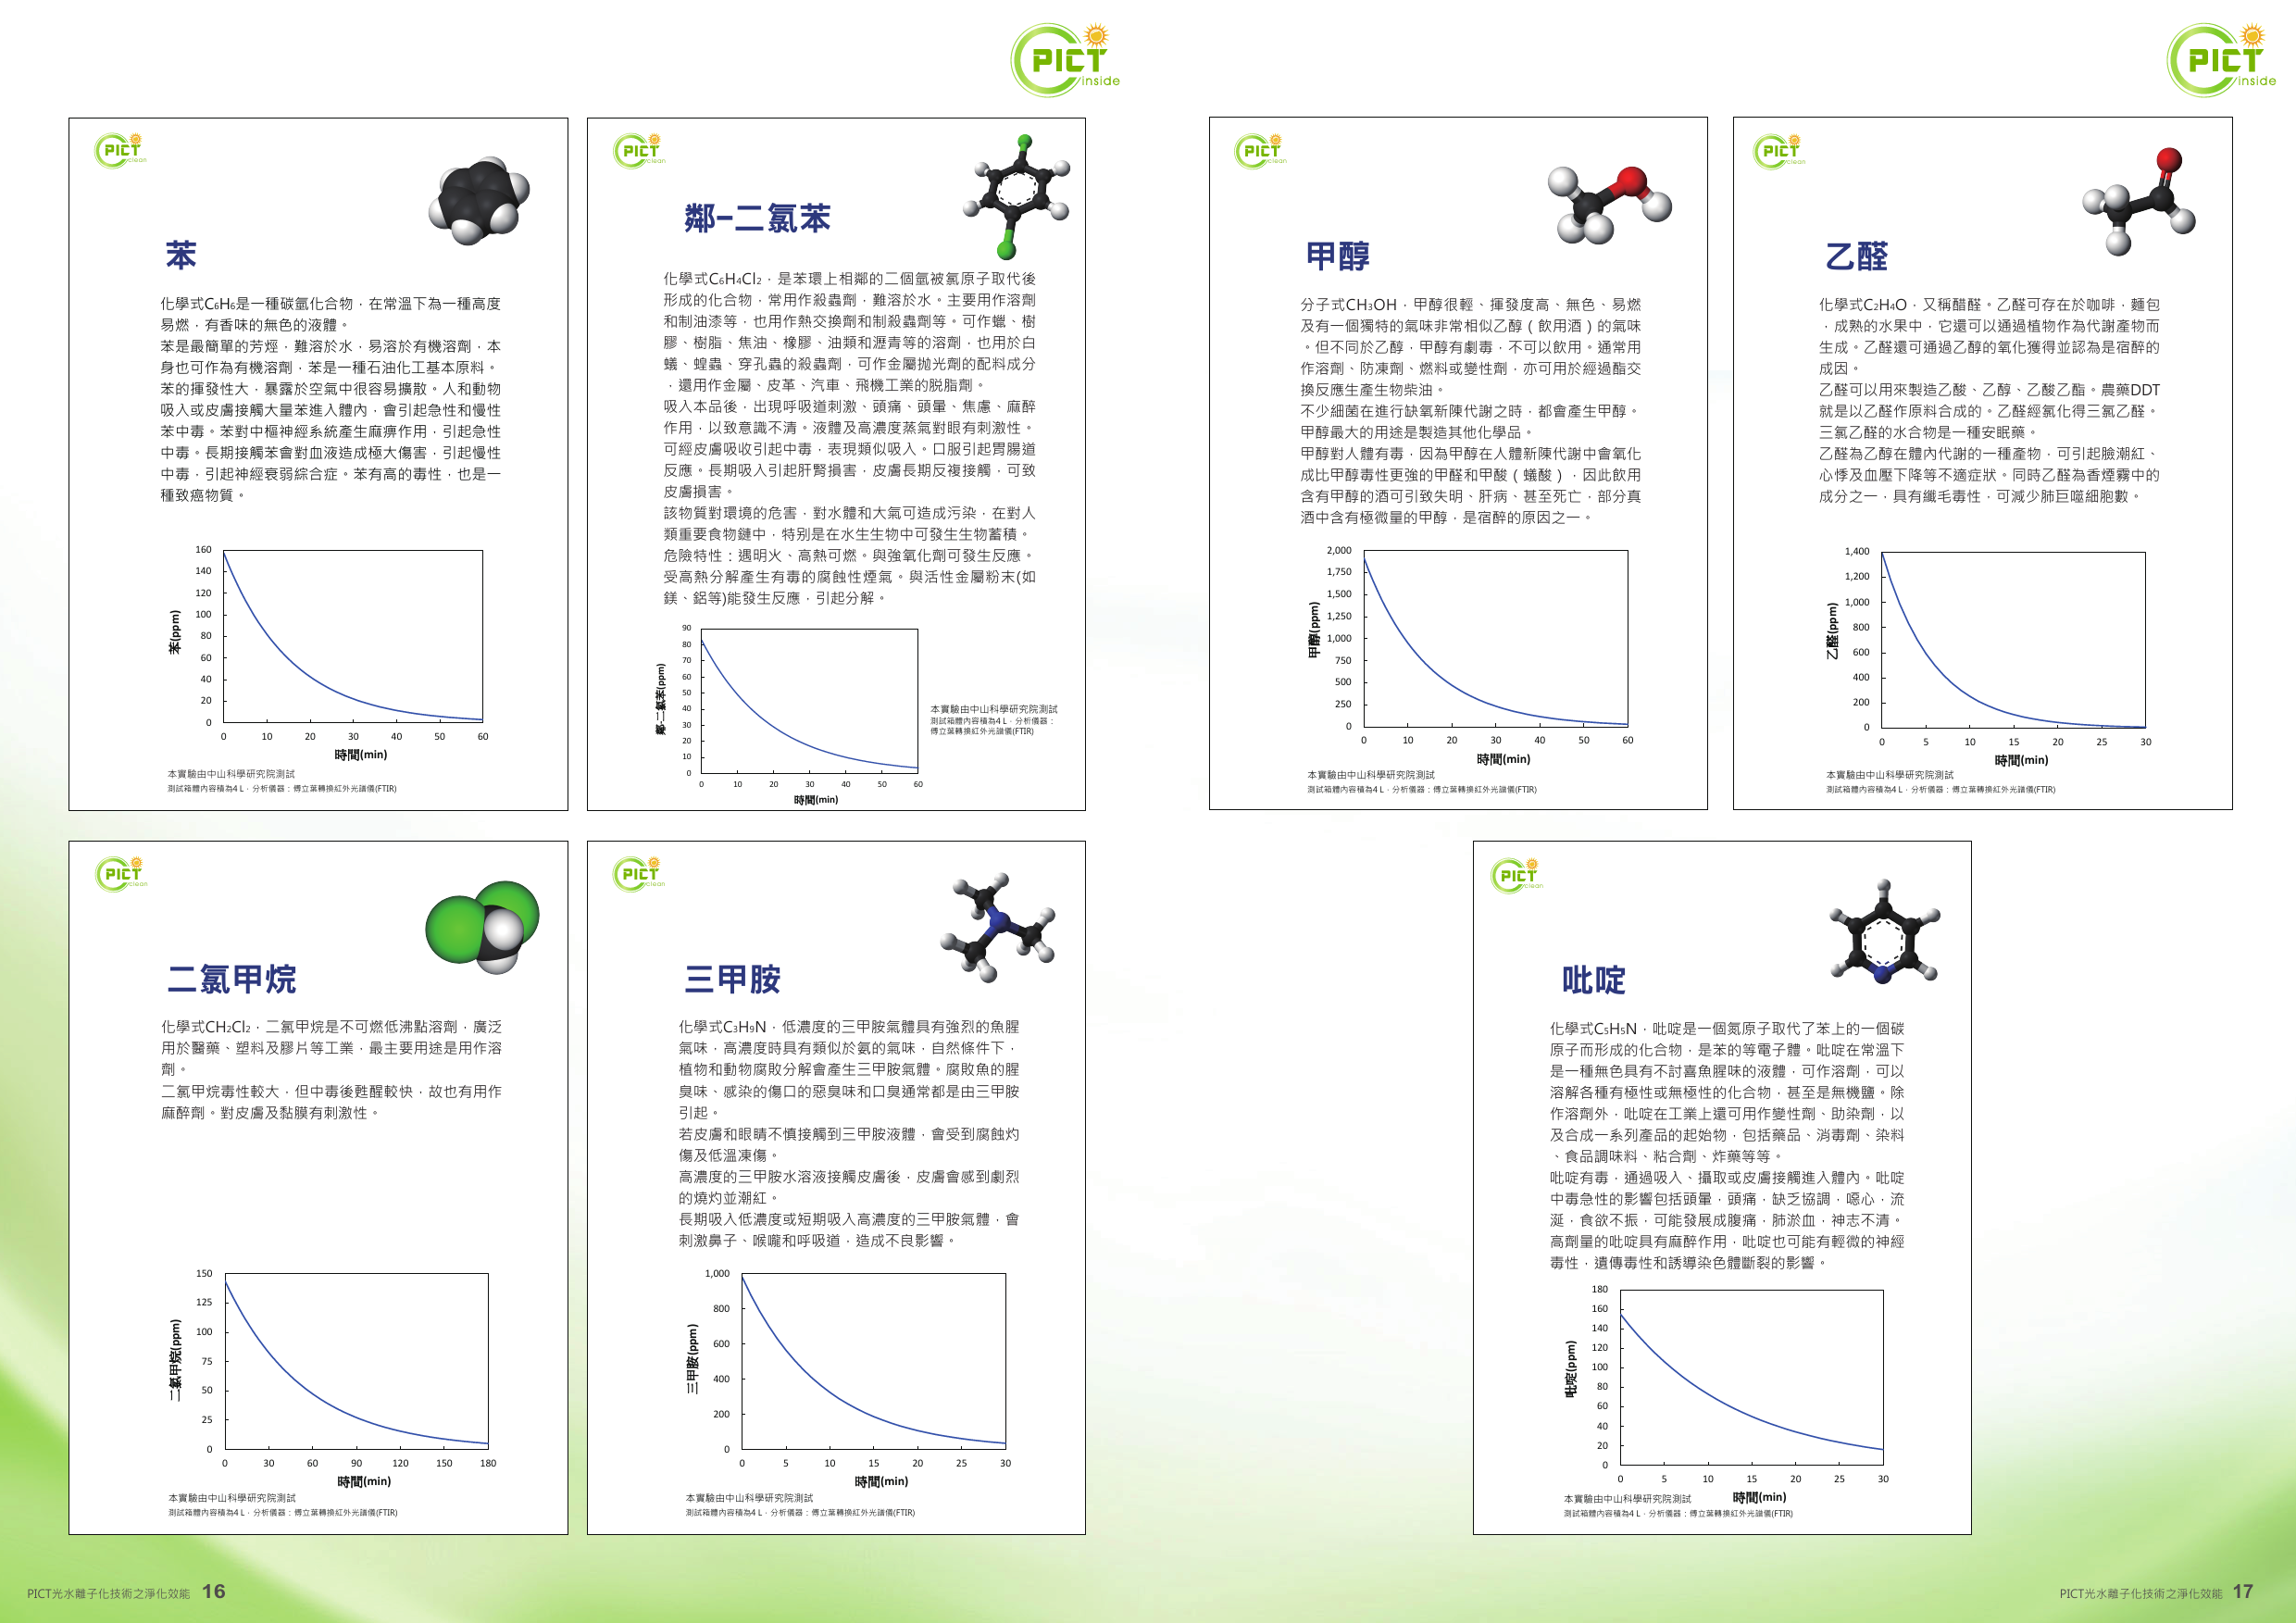 PICT
inside
PICT
inside
PICT
clean
苯
化學式C₆H₆是一種碳氫化合物，在常溫下為一種高度
易燃，有香味的無色的液體。
苯是最簡單的芳烴，難溶於水，易溶於有機溶劑，本
身也可作為有機溶劑，苯是一種石油化工基本原料。
苯的揮發性大，暴露於空氣中很容易擴散。人和動物
吸入或皮膚接觸大量苯進入體內，會引起急性和慢性
苯中毒。苯對中樞神經系統產生麻痹作用，引起急性
中毒。長期接觸苯會對血液造成極大傷害，引起慢性
中毒，引起神經衰弱綜合症。苯有高的毒性，也是一
種致癌物質。
苯(ppm)
160
140
120
100
80
60
40
20
0
0 10 20 30 40 50 60
時間(min)
本實驗由中山科學研究院測試
測試箱體內容積為4 L，分析儀器：傅立葉轉換紅外光譜儀(FTIR)
PICT
clean
鄰-二氯苯
化學式C₆H₄Cl₂，是苯環上相鄰的二個氫被氯原子取代後
形成的化合物，常用作殺蟲劑，難溶於水。主要用作溶劑
和制油漆等，也用作熱交換劑和制殺蟲劑等。可作蠟、樹
膠、樹脂、焦油、橡膠、油類和瀝青等的溶劑，也用於白
蟻、蝗蟲、穿孔蟲的殺蟲劑，可作金屬拋光劑的配料成分
，還用作金屬、皮革、汽車、飛機工業的脱脂劑。
吸入本品後，出現呼吸道刺激、頭痛、頭暈、焦慮、麻醉
作用，以致意識不清。液體及高濃度蒸氣對眼有刺激性。
可經皮膚吸收引起中毒，表現類似吸入。口服引起胃腸道
反應。長期吸入引起肝腎損害，皮膚長期反複接觸，可致
皮膚損害。
該物質對環境的危害，對水體和大氣可造成污染，在對人
類重要食物鏈中，特別是在水生生物中可發生生物蓄積。
危險特性：遇明火、高熱可燃。與強氧化劑可發生反應。
受高熱分解產生有毒的腐蝕性煙氣。與活性金屬粉末(如
鎂、鋁等)能發生反應，引起分解。
鄰-二氯苯(ppm)
90
80
70
60
50
40
30
20
10
0
0 10 20 30 40 50 60
時間(min)
本實驗由中山科學研究院測試
測試箱體內容積為4 L，分析儀器：
傅立葉轉換紅外光譜儀(FTIR)
PICT
clean
甲醇
分子式CH₃OH，甲醇很輕、揮發度高、無色、易燃
及有一個獨特的氣味非常相似乙醇（飲用酒）的氣味
。但不同於乙醇，甲醇有劇毒，不可以飲用。通常用
作溶劑、防凍劑、燃料或變性劑，亦可用於經過酯交
換反應生產生物柴油。
不少細菌在進行缺氧新陳代謝之時，都會產生甲醇。
甲醇最大的用途是製造其他化學品。
甲醇對人體有毒，因為甲醇在人體新陳代謝中會氧化
成比甲醇毒性更強的甲醛和甲酸（蟻酸），因此飲用
含有甲醇的酒可引致失明、肝病、甚至死亡，部分真
酒中含有極微量的甲醇，是宿醉的原因之一。
甲醇(ppm)
2,000
1,750
1,500
1,250
1,000
750
500
250
0
0 10 20 30 40 50 60
時間(min)
本實驗由中山科學研究院測試
測試箱體內容積為4 L，分析儀器：傅立葉轉換紅外光譜儀(FTIR)
PICT
clean
乙醛
化學式C₂H₄O，又稱醋醛。乙醛可存在於咖啡，麵包
，成熟的水果中，它還可以通過植物作為代謝產物而
生成。乙醛還可通過乙醇的氧化獲得並認為是宿醉的
成因。
乙醛可以用來製造乙酸、乙醇、乙酸乙酯。農藥DDT
就是以乙醛作原料合成的。乙醛經氯化得三氯乙醛。
三氯乙醛的水合物是一種安眠藥。
乙醛為乙醇在體內代謝的一種產物，可引起臉潮紅、
心悸及血壓下降等不適症狀。同時乙醛為香煙霧中的
成分之一，具有纖毛毒性，可減少肺巨噬細胞數。
乙醛(ppm)
1,400
1,200
1,000
800
600
400
200
0
0 5 10 15 20 25 30
時間(min)
本實驗由中山科學研究院測試
測試箱體內容積為4 L，分析儀器：傅立葉轉換紅外光譜儀(FTIR)
PICT
clean
二氯甲烷
化學式CH₂Cl₂，二氯甲烷是不可燃低沸點溶劑，廣泛
用於醫藥、塑料及膠片等工業，最主要用途是用作溶
劑。
二氯甲烷毒性較大，但中毒後甦醒較快，故也有用作
麻醉劑。對皮膚及黏膜有刺激性。
二氯甲烷(ppm)
150
125
100
75
50
25
0
0 30 60 90 120 150 180
時間(min)
本實驗由中山科學研究院測試
測試箱體內容積為4 L，分析儀器：傅立葉轉換紅外光譜儀(FTIR)
PICT
clean
三甲胺
化學式C₃H₉N，低濃度的三甲胺氣體具有強烈的魚腥
氣味，高濃度時具有類似於氨的氣味，自然條件下，
植物和動物腐敗分解會產生三甲胺氣體。腐敗魚的腥
臭味、感染的傷口的惡臭味和口臭通常都是由三甲胺
引起。
若皮膚和眼睛不慎接觸到三甲胺液體，會受到腐蝕灼
傷及低溫凍傷。
高濃度的三甲胺水溶液接觸皮膚後，皮膚會感到劇烈
的燒灼並潮紅。
長期吸入低濃度或短期吸入高濃度的三甲胺氣體，會
刺激鼻子、喉嚨和呼吸道，造成不良影響。
三甲胺(ppm)
1,000
800
600
400
200
0
0 5 10 15 20 25 30
時間(min)
本實驗由中山科學研究院測試
測試箱體內容積為4 L，分析儀器：傅立葉轉換紅外光譜儀(FTIR)
PICT
clean
吡啶
化學式C₅H₅N，吡啶是一個氮原子取代了苯上的一個碳
原子而形成的化合物，是苯的等電子體。吡啶在常溫下
是一種無色具有不討喜魚腥味的液體，可作溶劑，可以
溶解各種有極性或無極性的化合物，甚至是無機鹽。除
作溶劑外，吡啶在工業上還可用作變性劑、助染劑，以
及合成一系列產品的起始物，包括藥品、消毒劑、染料
、食品調味料、粘合劑、炸藥等等。
吡啶有毒，通過吸入、攝取或皮膚接觸進入體內。吡啶
中毒急性的影響包括頭暈，頭痛，缺乏協調，噁心，流
涎，食欲不振，可能發展成腹痛，肺淤血，神志不清。
高劑量的吡啶具有麻醉作用，吡啶也可能有輕微的神經
毒性，遺傳毒性和誘導染色體斷裂的影響。
吡啶(ppm)
180
160
140
120
100
80
60
40
20
0
0 5 10 15 20 25 30
時間(min)
本實驗由中山科學研究院測試
測試箱體內容積為4 L，分析儀器：傅立葉轉換紅外光譜儀(FTIR)
PICT光水離子化技術之淨化效能 16
PICT光水離子化技術之淨化效能 17